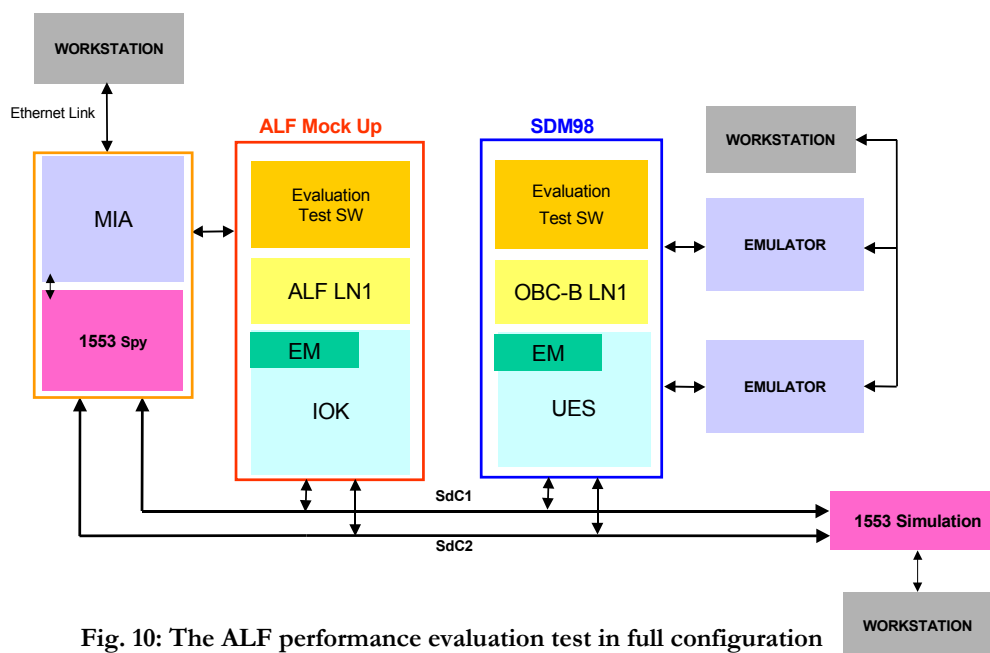 WORKSTATION
Ethernet Link
MIA
1553 Spy
ALF Mock Up
Evaluation
Test SW
ALF LN1
EM
IOK
SDM98
Evaluation
Test SW
OBC-B LN1
EM
UES
WORKSTATION
EMULATOR
EMULATOR
SdC1
SdC2
1553 Simulation
WORKSTATION
Fig. 10: The ALF performance evaluation test in full configuration